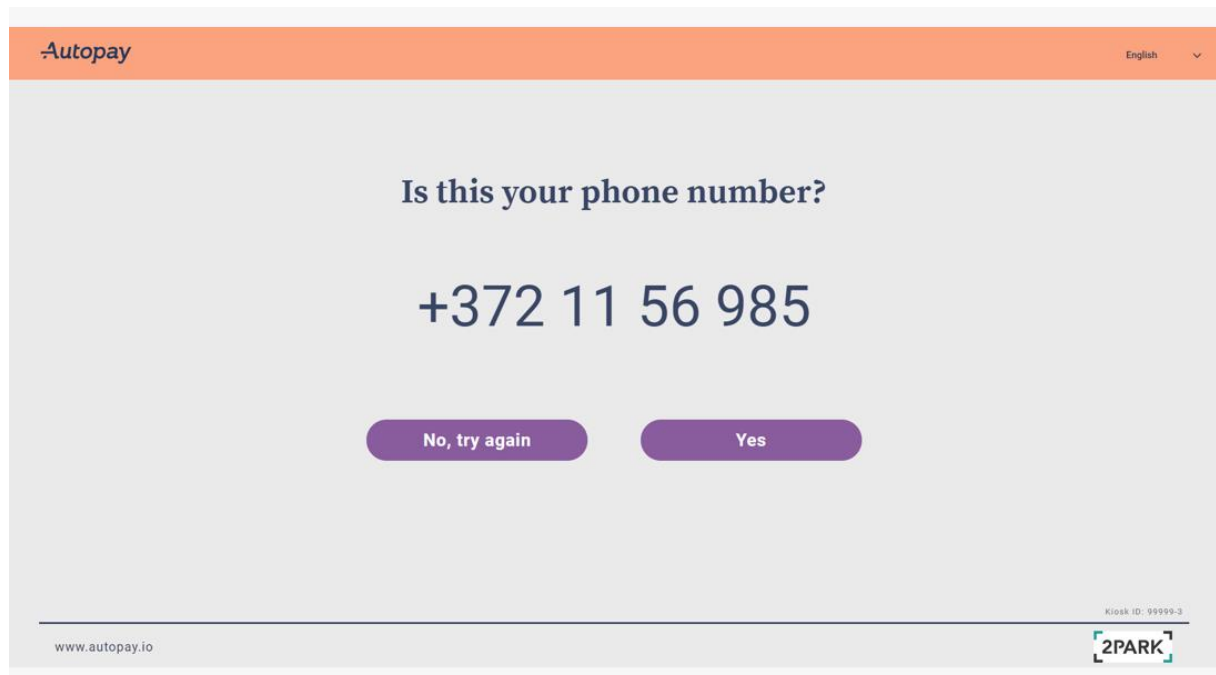 Autopay
English
Is this your phone number?
+372 11 56 985
No, try again
Yes
Kiosk ID: 99999-3
www.autopay.io
2PARK